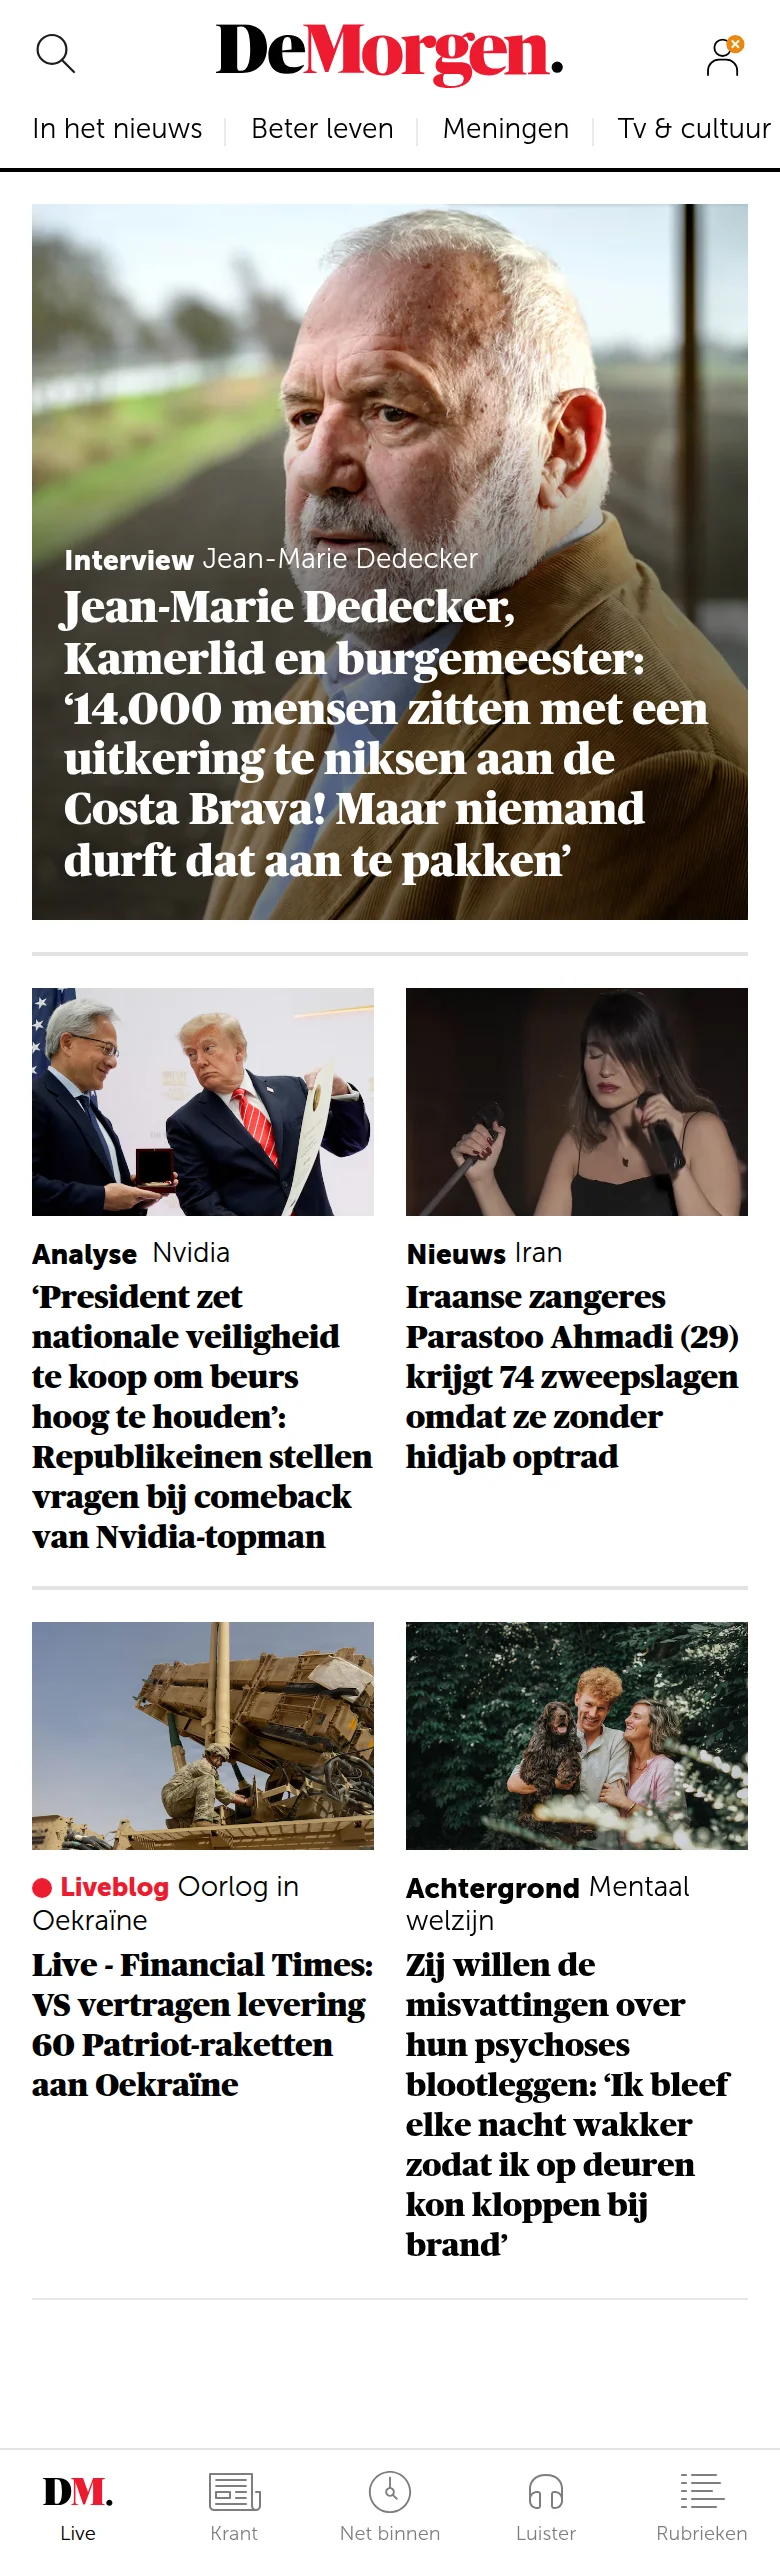 DeMorgen.
In het nieuws
Beter leven
Meningen
Tv & cultuur
Interview Jean-Marie Dedecker
Jean-Marie Dedecker,
Kamerlid en burgemeester:
‘14.000 mensen zitten met een
uitkering te niksen aan de
Costa Brava! Maar niemand
durft dat aan te pakken’
Analyse Nvidia
‘President zet
nationale veiligheid
te koop om beurs
hoog te houden’:
Republikeinen stellen
vragen bij comeback
van Nvidia-topman
Nieuws Iran
Iraanse zangeres
Parastoo Ahmadi (29)
krijgt 74 zweepslagen
omdat ze zonder
hidjab optrad
Liveblog Oorlog in
Oekraïne
Live - Financial Times:
VS vertragen levering
60 Patriot-raketten
aan Oekraïne
Achtergrond Mentaal
welzijn
Zij willen de
misvattingen over
hun psychoses
blootleggen: ‘Ik bleef
elke nacht wakker
zodat ik op deuren
kon kloppen bij
brand’
DM.
Live
Krant
Net binnen
Luister
Rubrieken